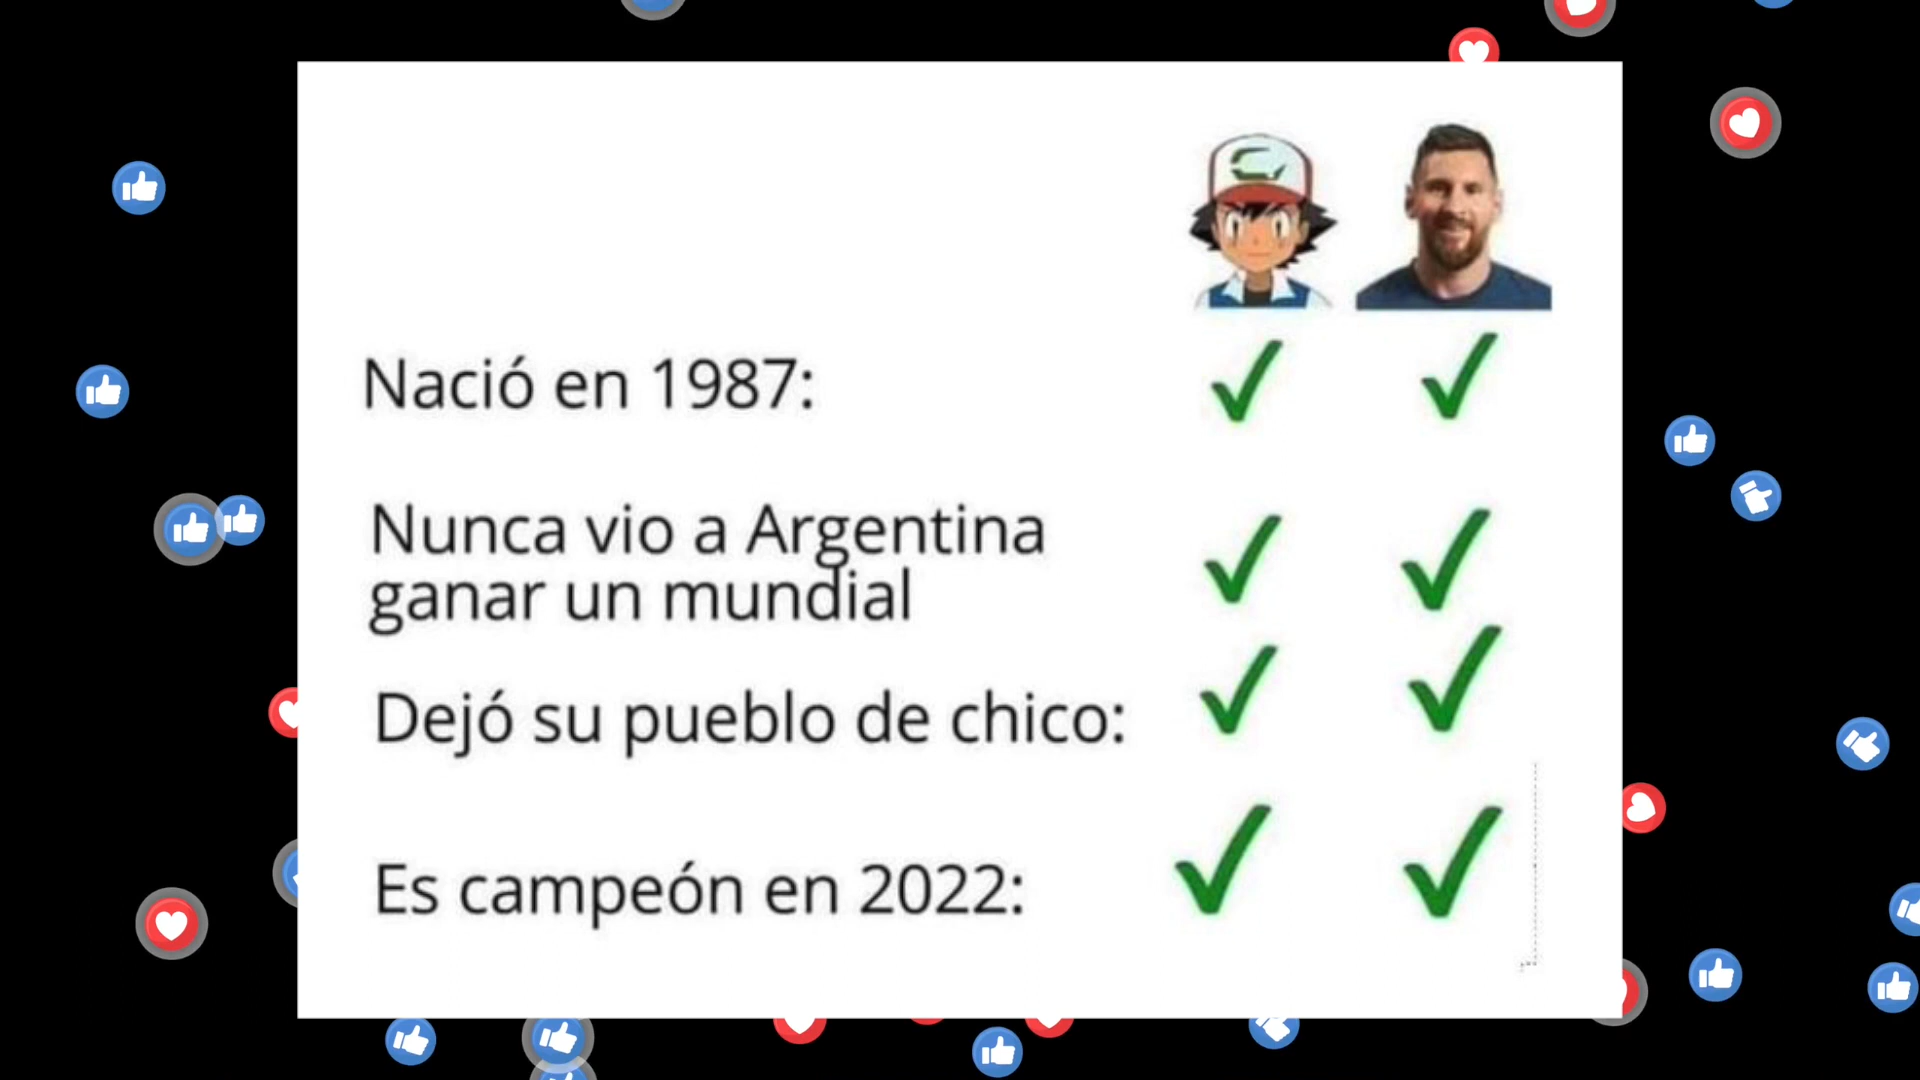 Nació en 1987:
Nunca vio a Argentina
ganar un mundial
Dejó su pueblo de chico:
Es campeón en 2022: